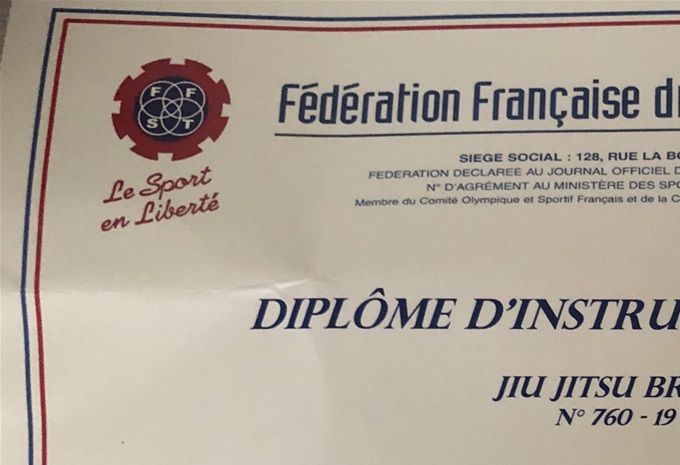 F F
S T
Le Sport
en Liberté
Fédération Française d
SIEGE SOCIAL : 128, RUE LA BO
FEDERATION DECLAREE AU JOURNAL OFFICIEL D
N° D'AGRÉMENT AU MINISTÈRE DES SPO
Membre du Comité Olympique et Sportif Français et de la C
DIPLÔME D'INSTRU
JIU JITSU BR
N° 760 - 19